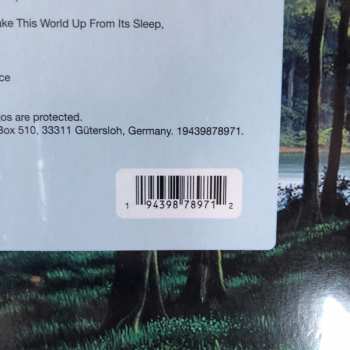 ake This World Up From Its Sleep,
ce
os are protected.
Box 510, 33311 Gütersloh, Germany. 19439878971.
1 94398 78971 2